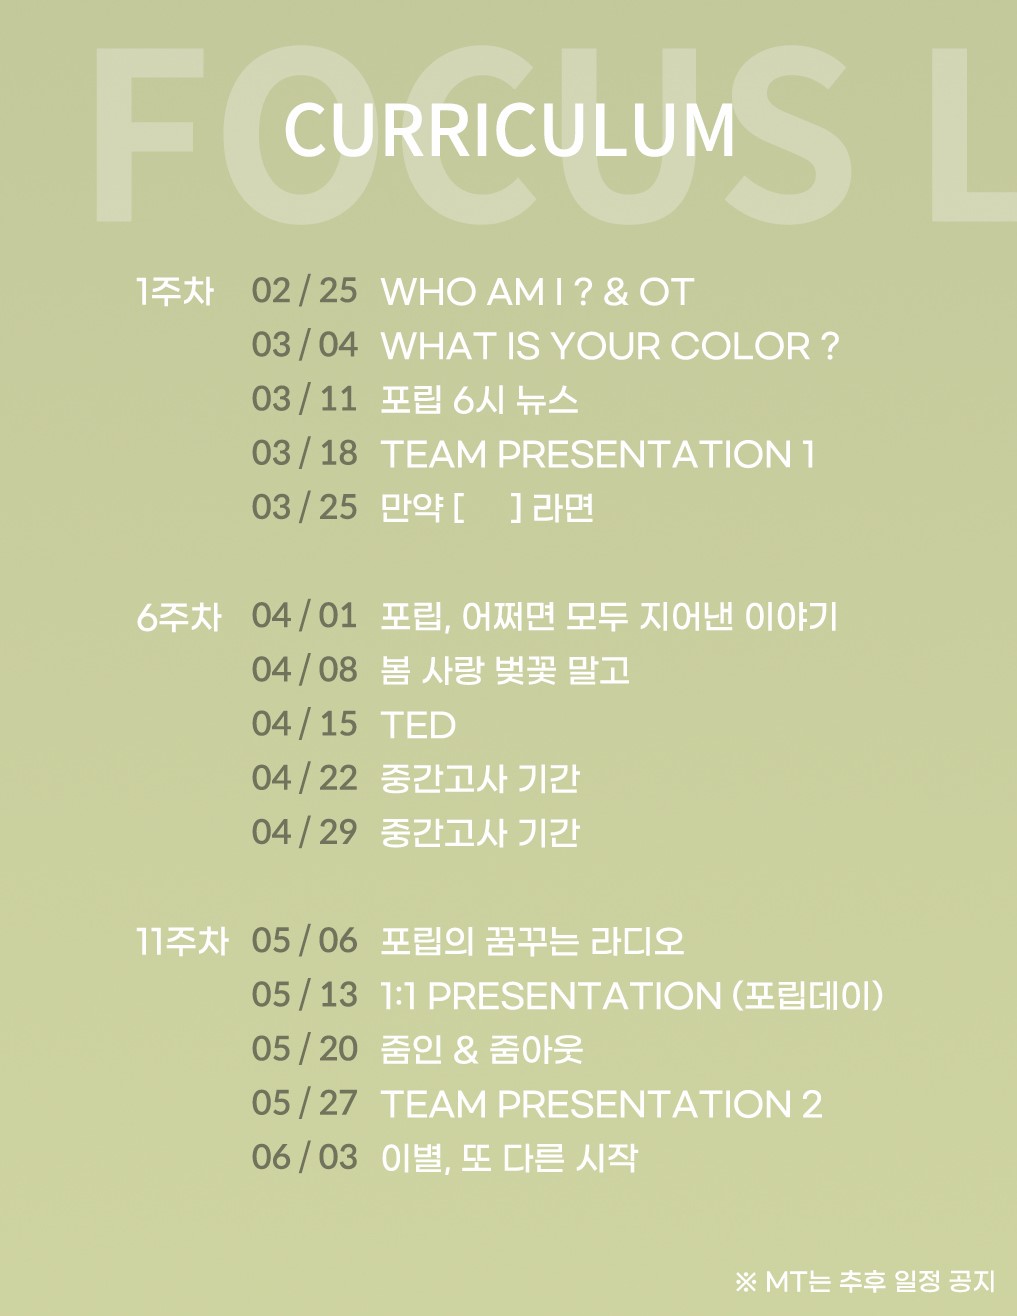 FOCUS L
CURRICULUM
1주차 02 / 25 WHO AM I ? & OT
03 / 04 WHAT IS YOUR COLOR ?
03 / 11 포립 6시 뉴스
03 / 18 TEAM PRESENTATION 1
03 / 25 만약 [ ] 라면
6주차 04 / 01 포립, 어쩌면 모두 지어낸 이야기
04 / 08 봄 사랑 벚꽃 말고
04 / 15 TED
04 / 22 중간고사 기간
04 / 29 중간고사 기간
11주차 05 / 06 포립의 꿈꾸는 라디오
05 / 13 1:1 PRESENTATION (포립데이)
05 / 20 줌인 & 줌아웃
05 / 27 TEAM PRESENTATION 2
06 / 03 이별, 또 다른 시작
※ MT는 추후 일정 공지